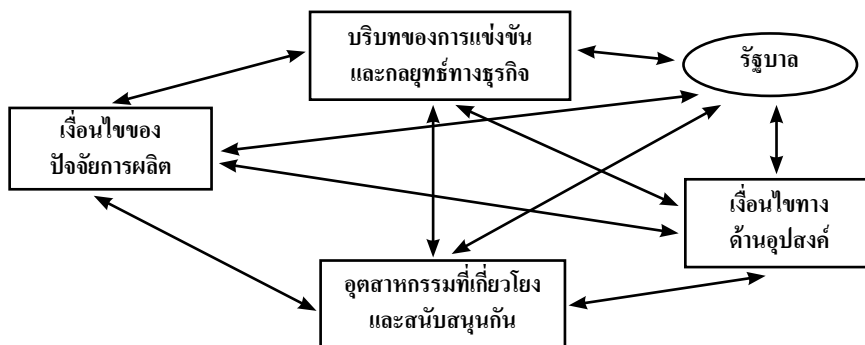 บริบทของการแข่งขัน
และกลยุทธ์ทางธุรกิจ
รัฐบาล
เงื่อนไขของ
ปัจจัยการผลิต
เงื่อนไขทาง
ด้านอุปสงค์
อุตสาหกรรมที่เกี่ยวโยง
และสนับสนุนกัน